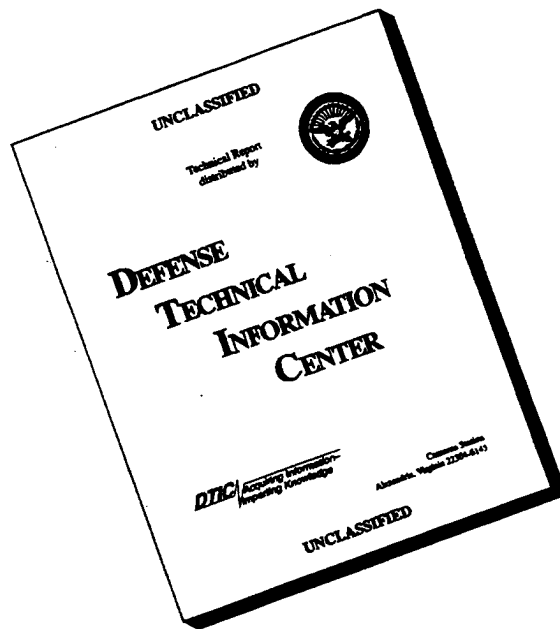 UNCLASSIFIED
Technical Report
distributed by
DEFENSE
TECHNICAL
INFORMATION
CENTER
DTIC Acquiring Information-
Imparting Knowledge
Cameron Station
Alexandria, Virginia 22304-6145
UNCLASSIFIED